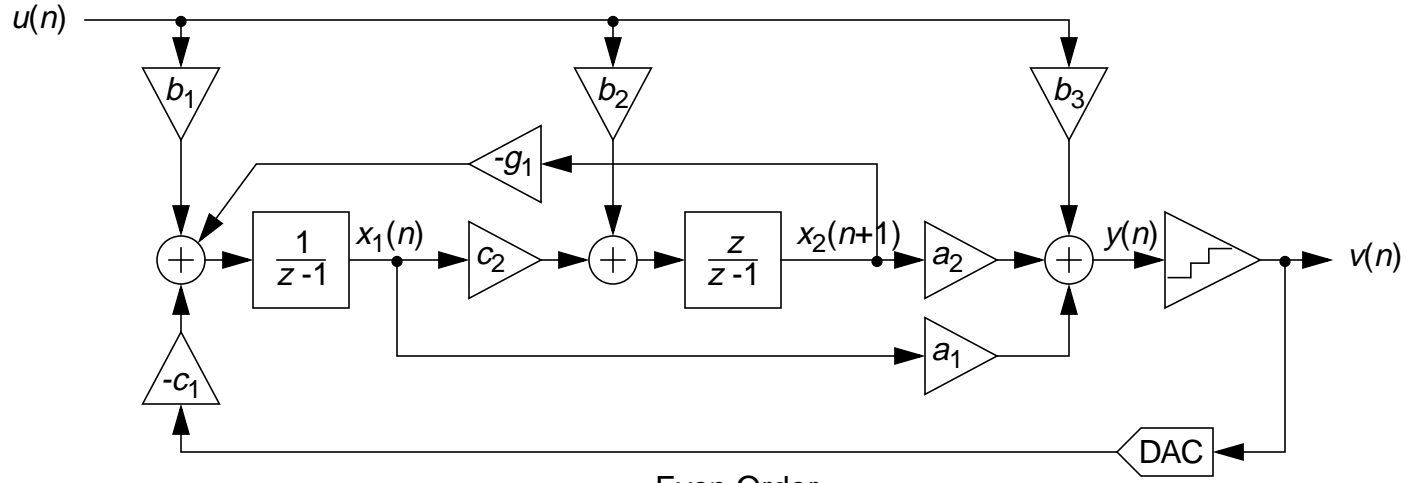 u(n)
b1
b2
b3
-g1
1
z -1
x1(n)
c2
z
z -1
x2(n+1)
a2
y(n)
v(n)
a1
-c1
DAC